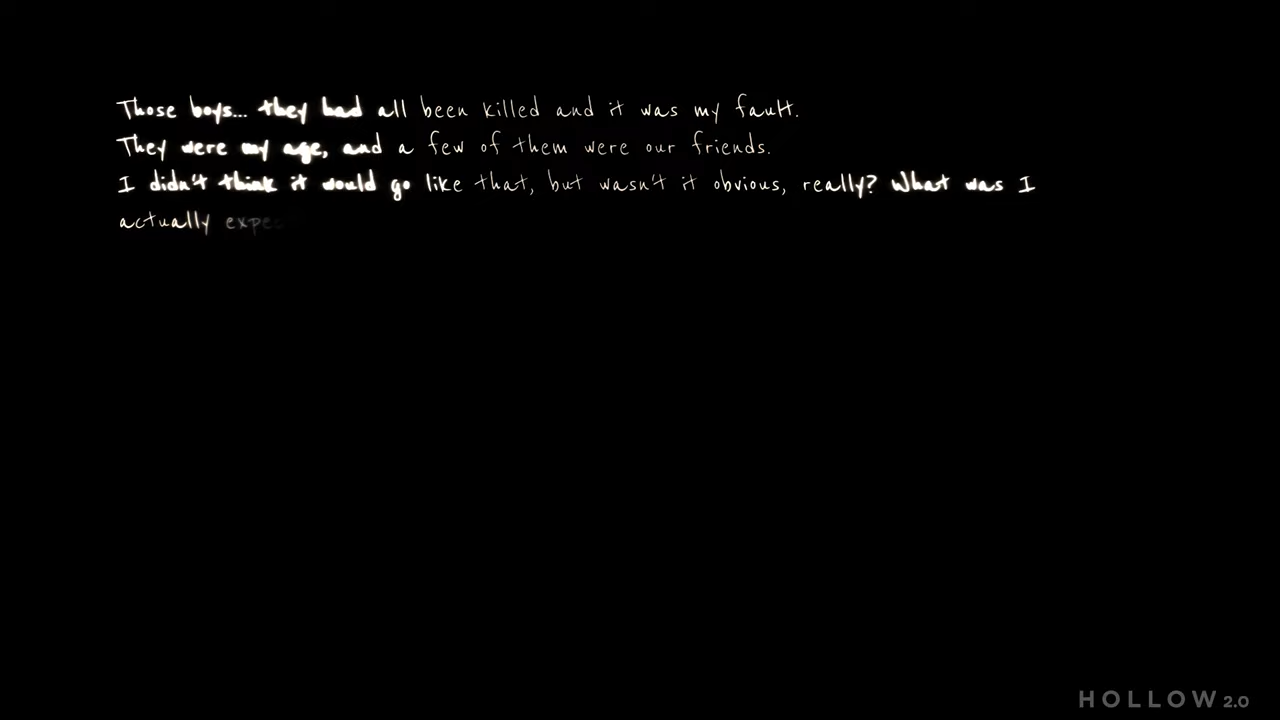 Those boys... they had all been killed and it was my fault.
They were my age, and a few of them were our friends.
I didn't think it would go like that, but wasn't it obvious, really? What was I
actually expe
HOLLOW 2.0